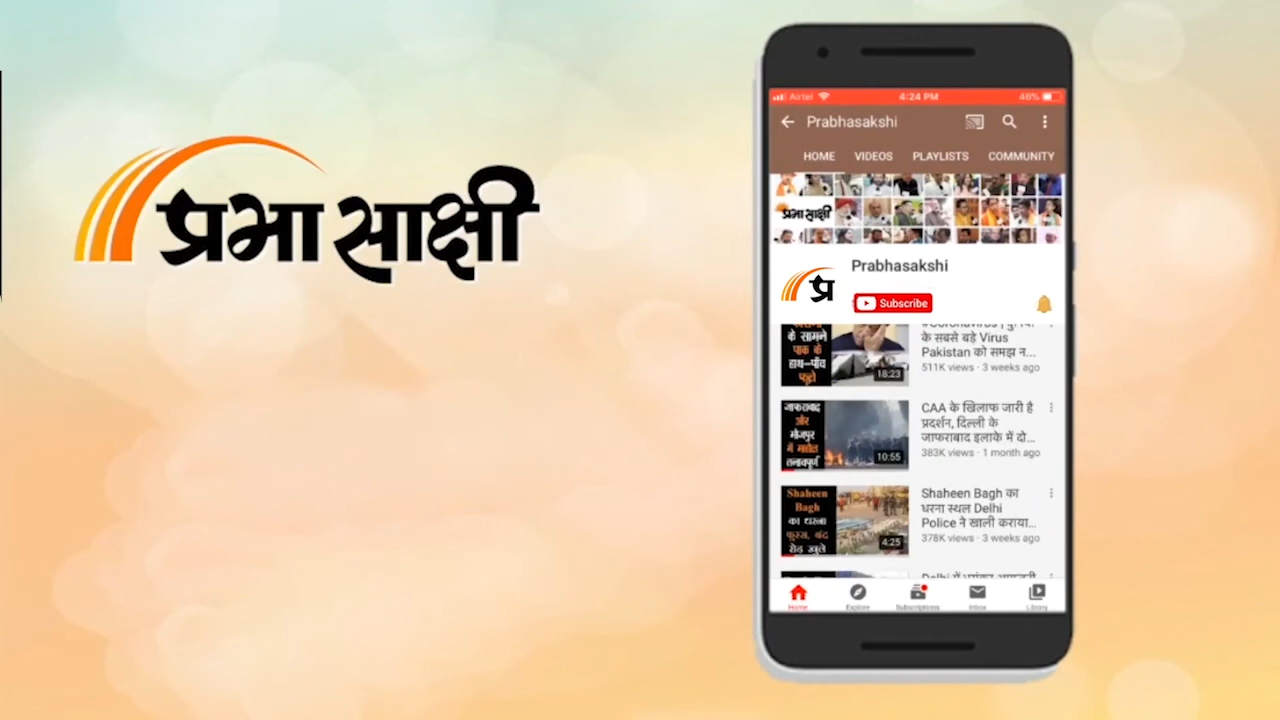 प्रभासाक्षी
Airtel
4:24 PM
46%
Prabhasakshi
HOME
VIDEOS
PLAYLISTS
COMMUNITY
प्रभासाक्षी
Prabhasakshi
प्र
Subscribe
के सामने
पाक के
हाथ-पाँव
फूले
18:23
के सबसे बड़े Virus
Pakistan को समझ न...
511K views · 3 weeks ago
जाफराबाद
और
मौजपुर
में माहौल
तनावपूर्ण
10:55
CAA के खिलाफ जारी है
प्रदर्शन, दिल्ली के
जाफराबाद इलाके में दो...
383K views · 1 month ago
Shaheen
Bagh
का धरना
फुस्स, बंद
रोड खुले
4:25
Shaheen Bagh का
धरना स्थल Delhi
Police ने खाली कराया...
378K views · 3 weeks ago
Home
Explore
Subscriptions
Inbox
Library